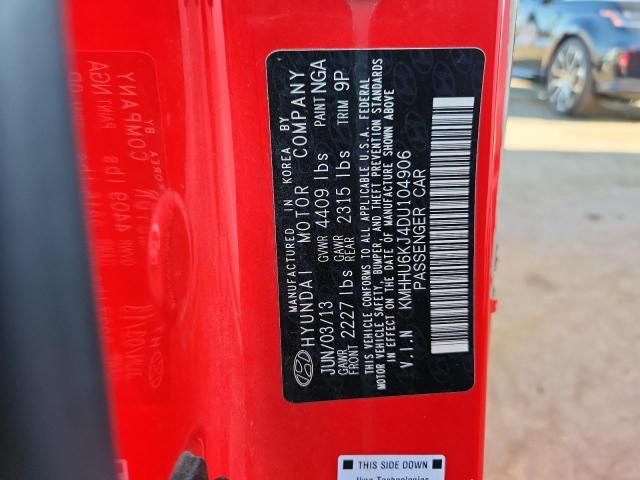 MANUFACTURED IN KOREA BY
HYUNDAI MOTOR COMPANY
JUN/03/13 GVWR 4409 lbs PAINT NGA
GAWR FRONT 2227 lbs GAWR REAR 2315 lbs TRIM 9P
THIS VEHICLE CONFORMS TO ALL APPLICABLE U.S.A. FEDERAL
MOTOR VEHICLE SAFETY, BUMPER, AND THEFT PREVENTION STANDARDS
IN EFFECT ON THE DATE OF MANUFACTURE SHOWN ABOVE
V.I.N KMHHU6KJ4DU104906
PASSENGER CAR
THIS SIDE DOWN